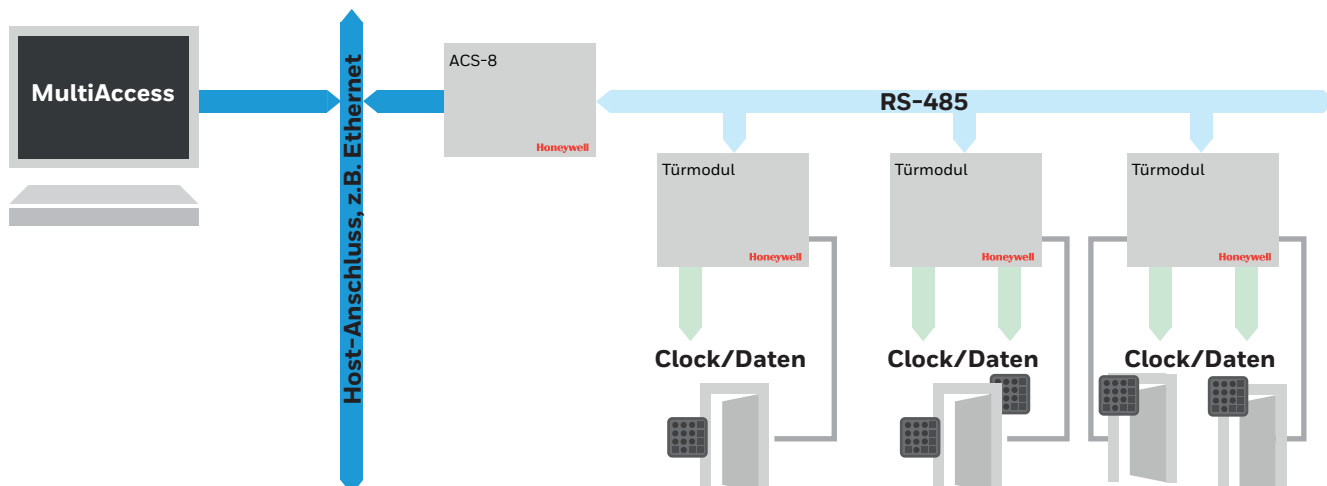 MultiAccess
Host-Anschluss, z.B. Ethernet
ACS-8
Honeywell
RS-485
Türmodul
Honeywell
Türmodul
Honeywell
Türmodul
Honeywell
Clock/Daten
Clock/Daten
Clock/Daten